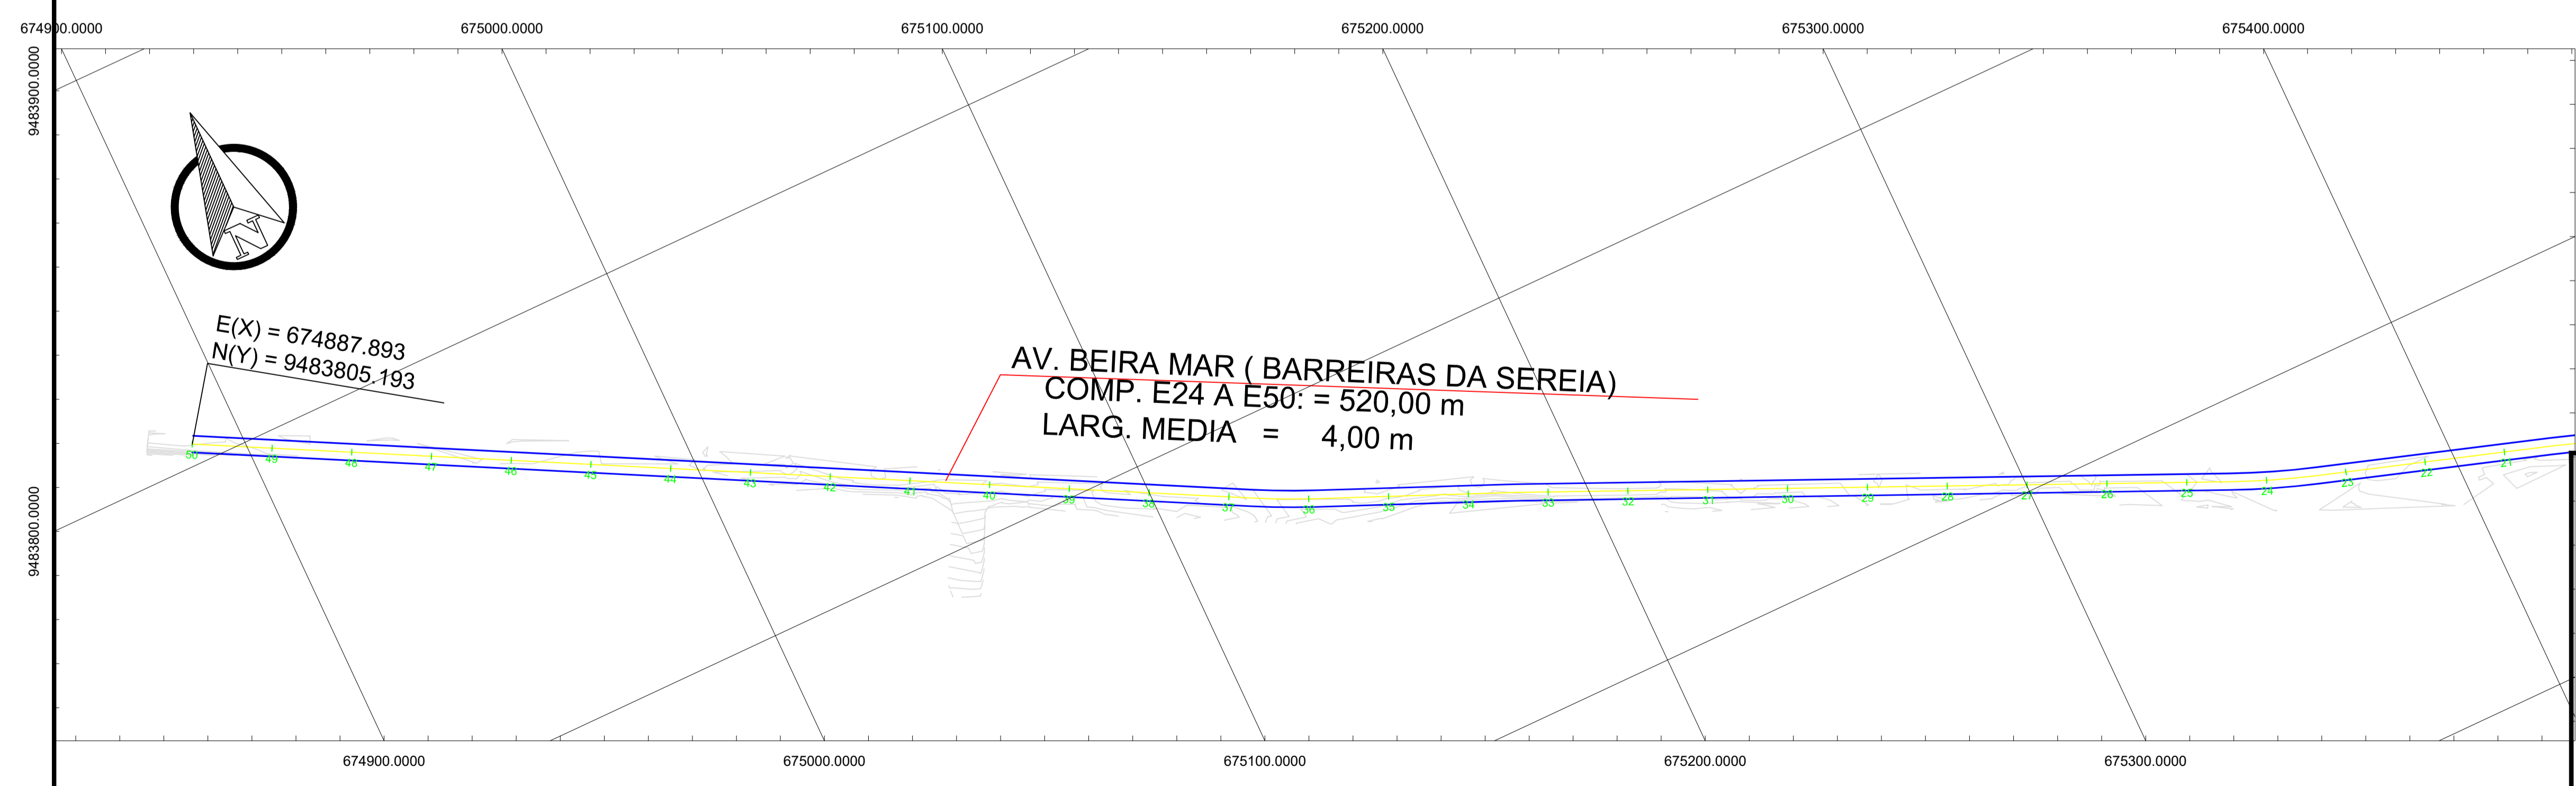 674900.0000 675000.0000 675100.0000 675200.0000 675300.0000 675400.0000
9483900.0000
N
E(X) = 674887.893
N(Y) = 9483805.193
AV. BEIRA MAR ( BARREIRAS DA SEREIA)
COMP. E24 A E50: = 520,00 m
LARG. MEDIA = 4,00 m
50 49 48 47 46 45 44 43 42 41 40 39 38 37 36 35 34 33 32 31 30 29 28 27 26 25 24 23 22 21
9483800.0000
674900.0000 675000.0000 675100.0000 675200.0000 675300.0000